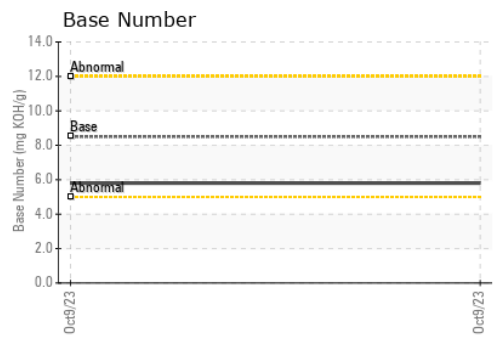 Base Number
14.0
12.0
10.0
8.0
6.0
4.0
2.0
0.0
Base Number (mg KOH/g)
Abnormal
Base
Abnormal
Oct9/23
Oct9/23